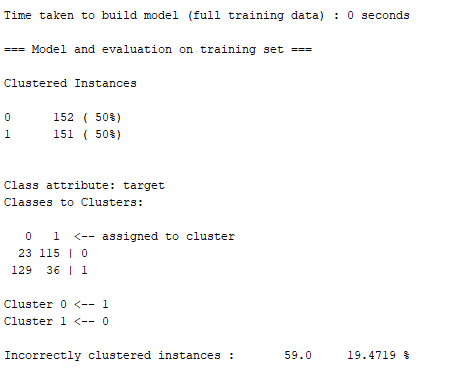 Time taken to build model (full training data) : 0 seconds
=== Model and evaluation on training set ===
Clustered Instances
0 152 ( 50%)
1 151 ( 50%)
Class attribute: target
Classes to Clusters:
0 1 <-- assigned to cluster
23 115 | 0
129 36 | 1
Cluster 0 <-- 1
Cluster 1 <-- 0
Incorrectly clustered instances : 59.0 19.4719 %